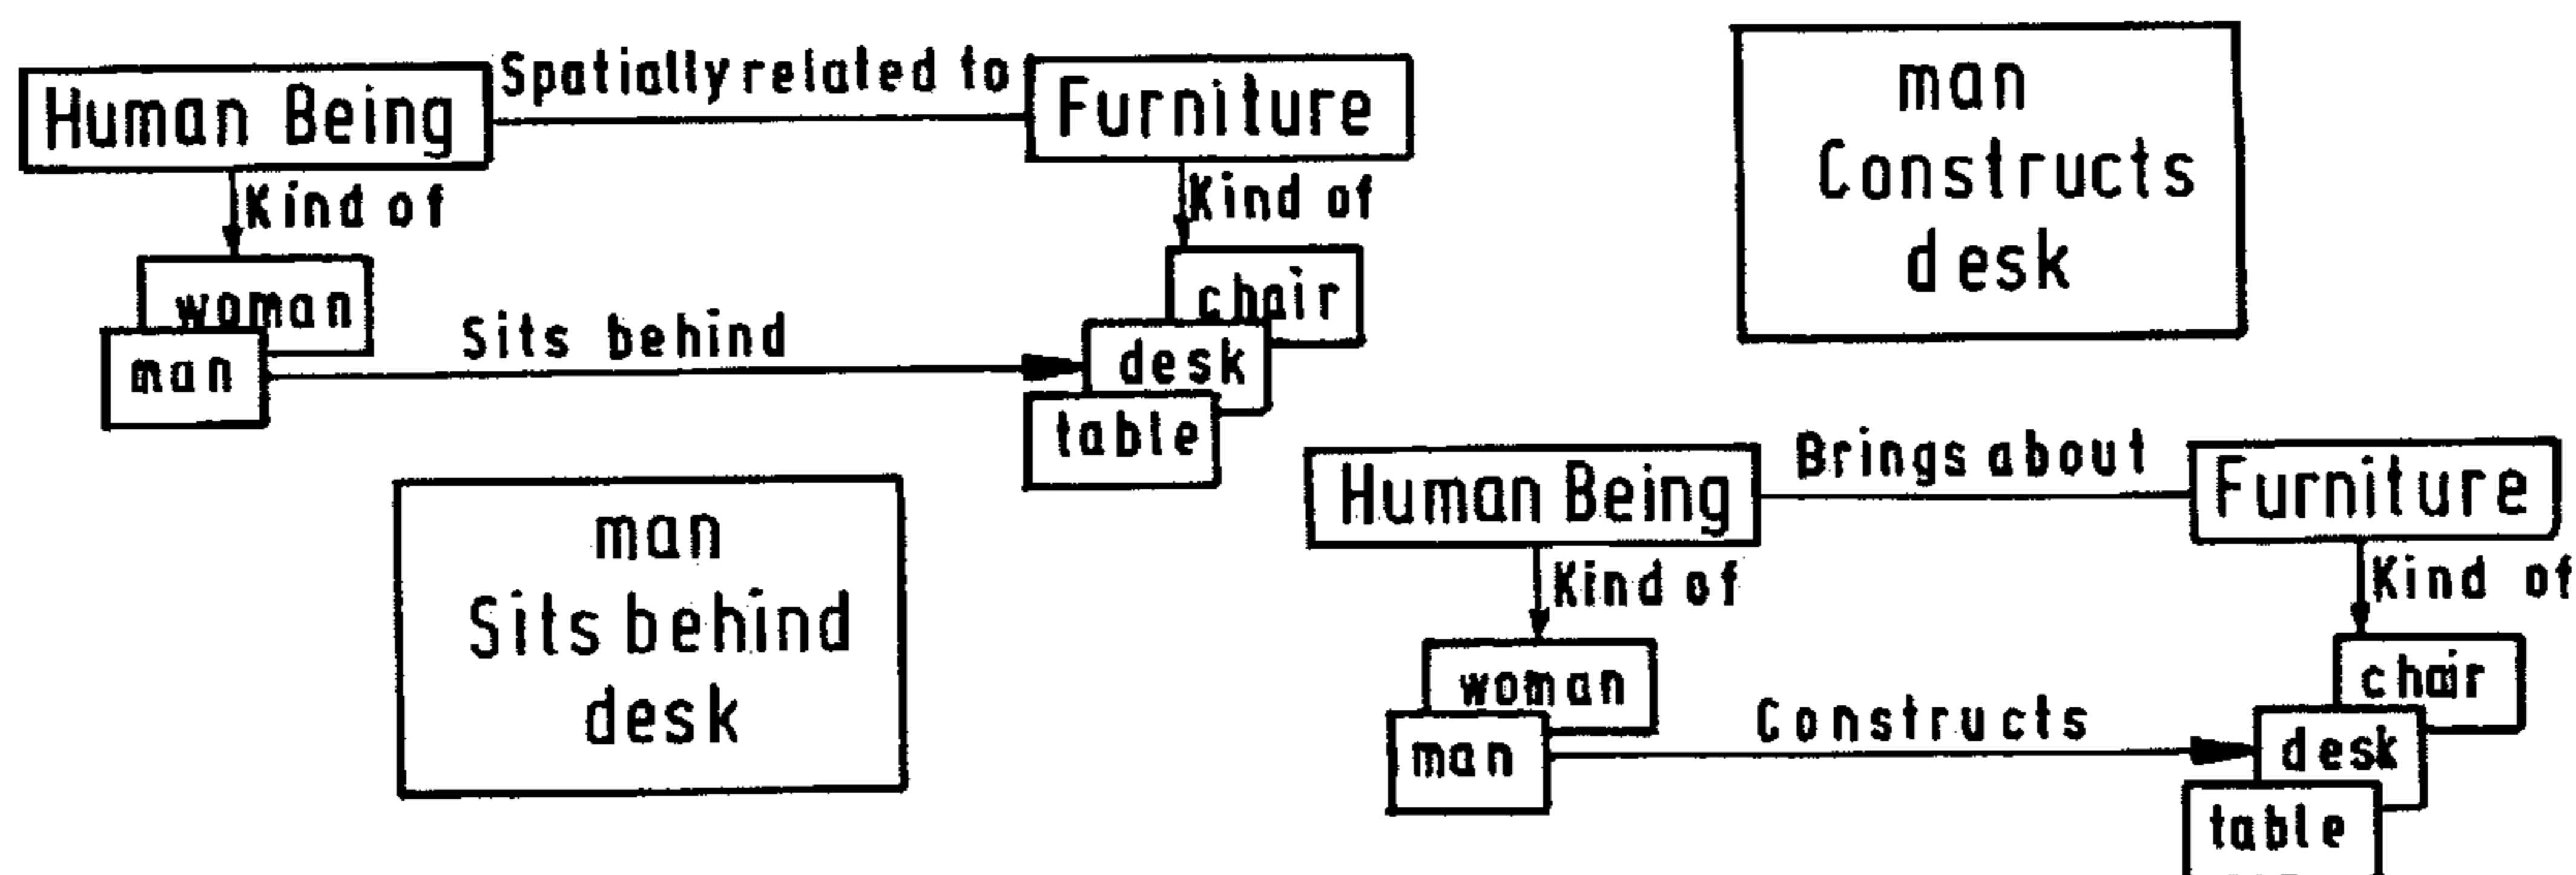 Human Being
Spatially related to
Furniture
Kind of
Kind of
woman
chair
man
Sits behind
desk
table
man
Sits behind
desk
man
Constructs
desk
Human Being
Brings about
Furniture
Kind of
Kind of
woman
chair
man
Constructs
desk
table